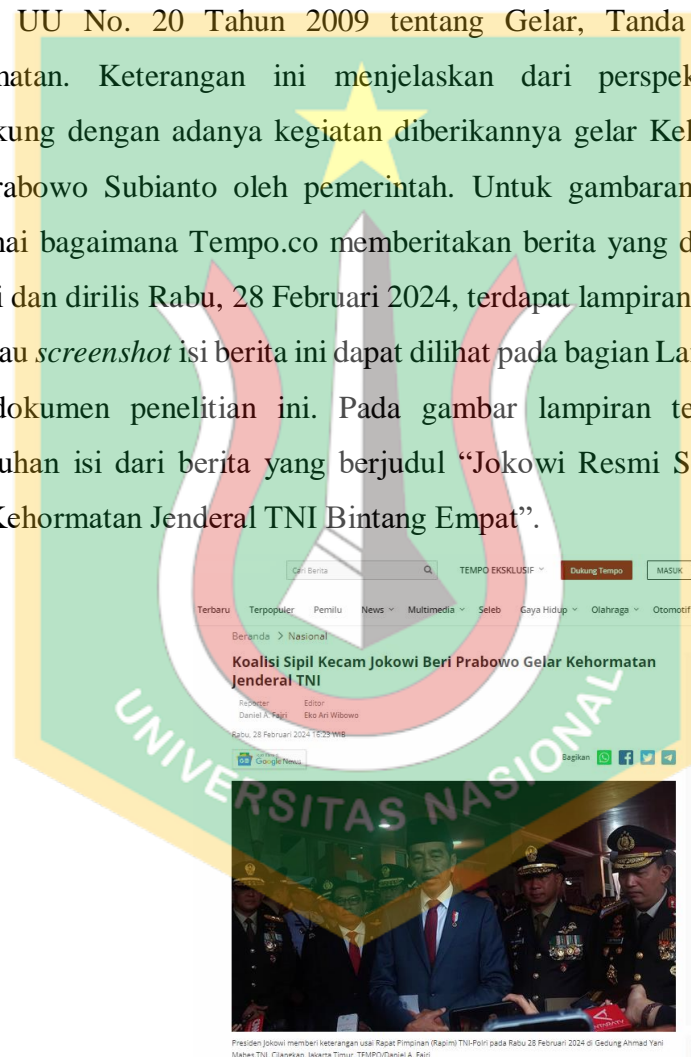 UU No. 20 Tahun 2009 tentang Gelar, Tanda
matan. Keterangan ini menjelaskan dari perspek
kung dengan adanya kegiatan diberikannya gelar Keh
rabowo Subianto oleh pemerintah. Untuk gambaran
nai bagaimana Tempo.co memberitakan berita yang d
i dan dirilis Rabu, 28 Februari 2024, terdapat lampiran
au screenshot isi berita ini dapat dilihat pada bagian La
dokumen penelitian ini. Pada gambar lampiran te
uhan isi dari berita yang berjudul “Jokowi Resmi S
Kehormatan Jenderal TNI Bintang Empat”.
Cari Berita TEMPO EKSKLUSIF Dukung Tempo MASUK
Terbaru Terpopuler Pemilu News Multimedia Seleb Gaya Hidup Olahraga Otomotif
Beranda > Nasional
Koalisi Sipil Kecam Jokowi Beri Prabowo Gelar Kehormatan
Jenderal TNI
Reporter Editor
Daniel A. Fajri Eko Ari Wibowo
Rabu, 28 Februari 2024 16:23 WIB
Google News Bagikan
UNIVERSITAS NASIONAL
Presiden Jokowi memberi keterangan usai Rapat Pimpinan (Rapim) TNI-Polri pada Rabu 28 Februari 2024 di Gedung Ahmad Yani
Mabes TNI, Cilangkap, Jakarta Timur. TEMPO/Daniel A. Fajri